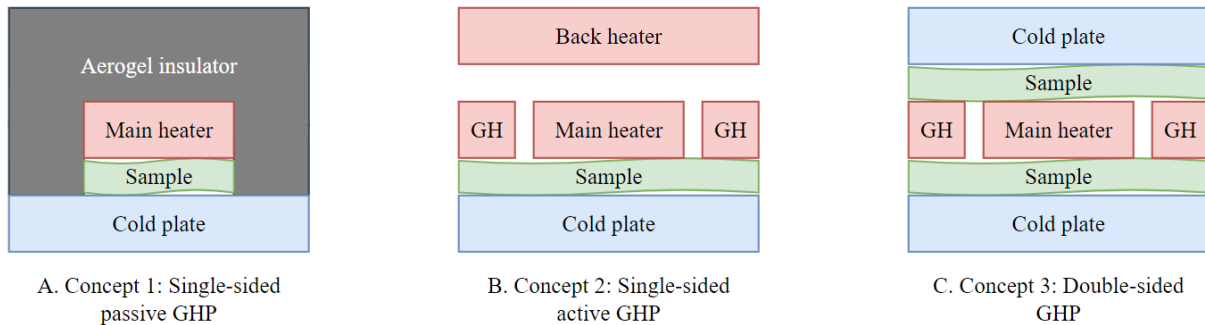 Aerogel insulator
Main heater
Sample
Cold plate
A. Concept 1: Single-sided
passive GHP
Back heater
GH Main heater GH
Sample
Cold plate
B. Concept 2: Single-sided
active GHP
Cold plate
Sample
GH Main heater GH
Sample
Cold plate
C. Concept 3: Double-sided
GHP